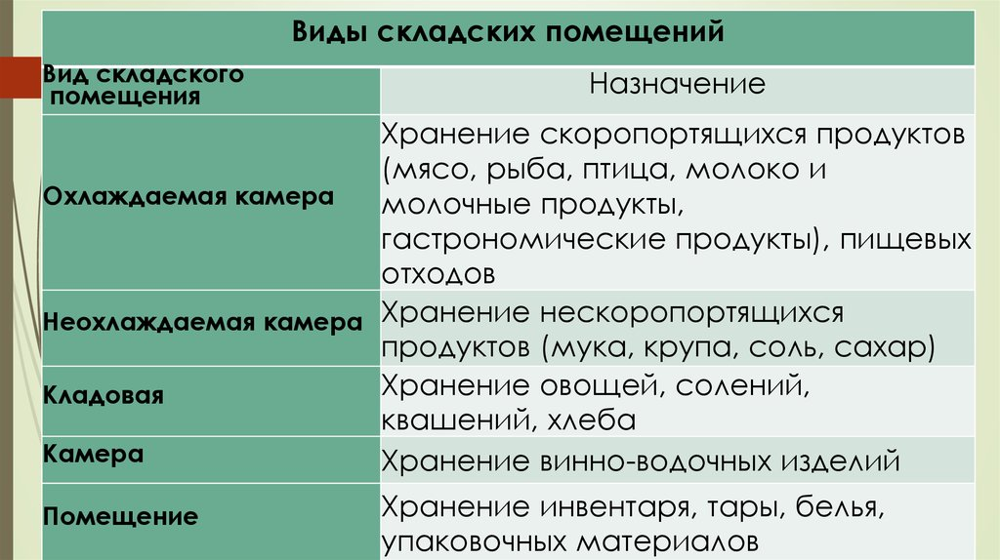 Виды складских помещений
Вид складского
помещения
Назначение
Охлаждаемая камера
Хранение скоропортящихся продуктов
(мясо, рыба, птица, молоко и
молочные продукты,
гастрономические продукты), пищевых
отходов
Неохлаждаемая камера
Хранение нескоропортящихся
продуктов (мука, крупа, соль, сахар)
Кладовая
Хранение овощей, солений,
квашений, хлеба
Камера
Хранение винно-водочных изделий
Помещение
Хранение инвентаря, тары, белья,
упаковочных материалов